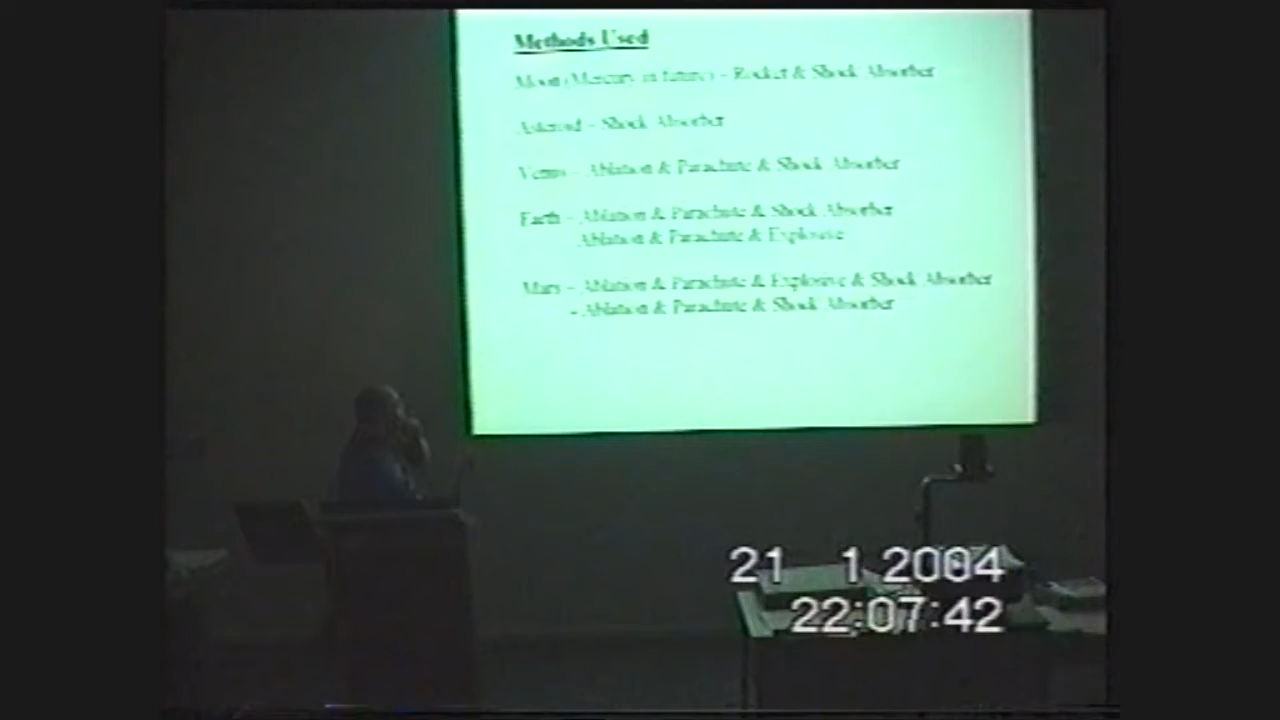 Methods Used
Moon (Mercury in future) - Rocket & Shock Absorber
Asteroid - Shock Absorber
Venus - Ablation & Parachute & Shock Absorber
Earth - Ablation & Parachute & Shock Absorber
Ablation & Parachute & Explosive
Mars - Ablation & Parachute & Explosive & Shock Absorber
- Ablation & Parachute & Shock Absorber
21 1 2004
22:07:42